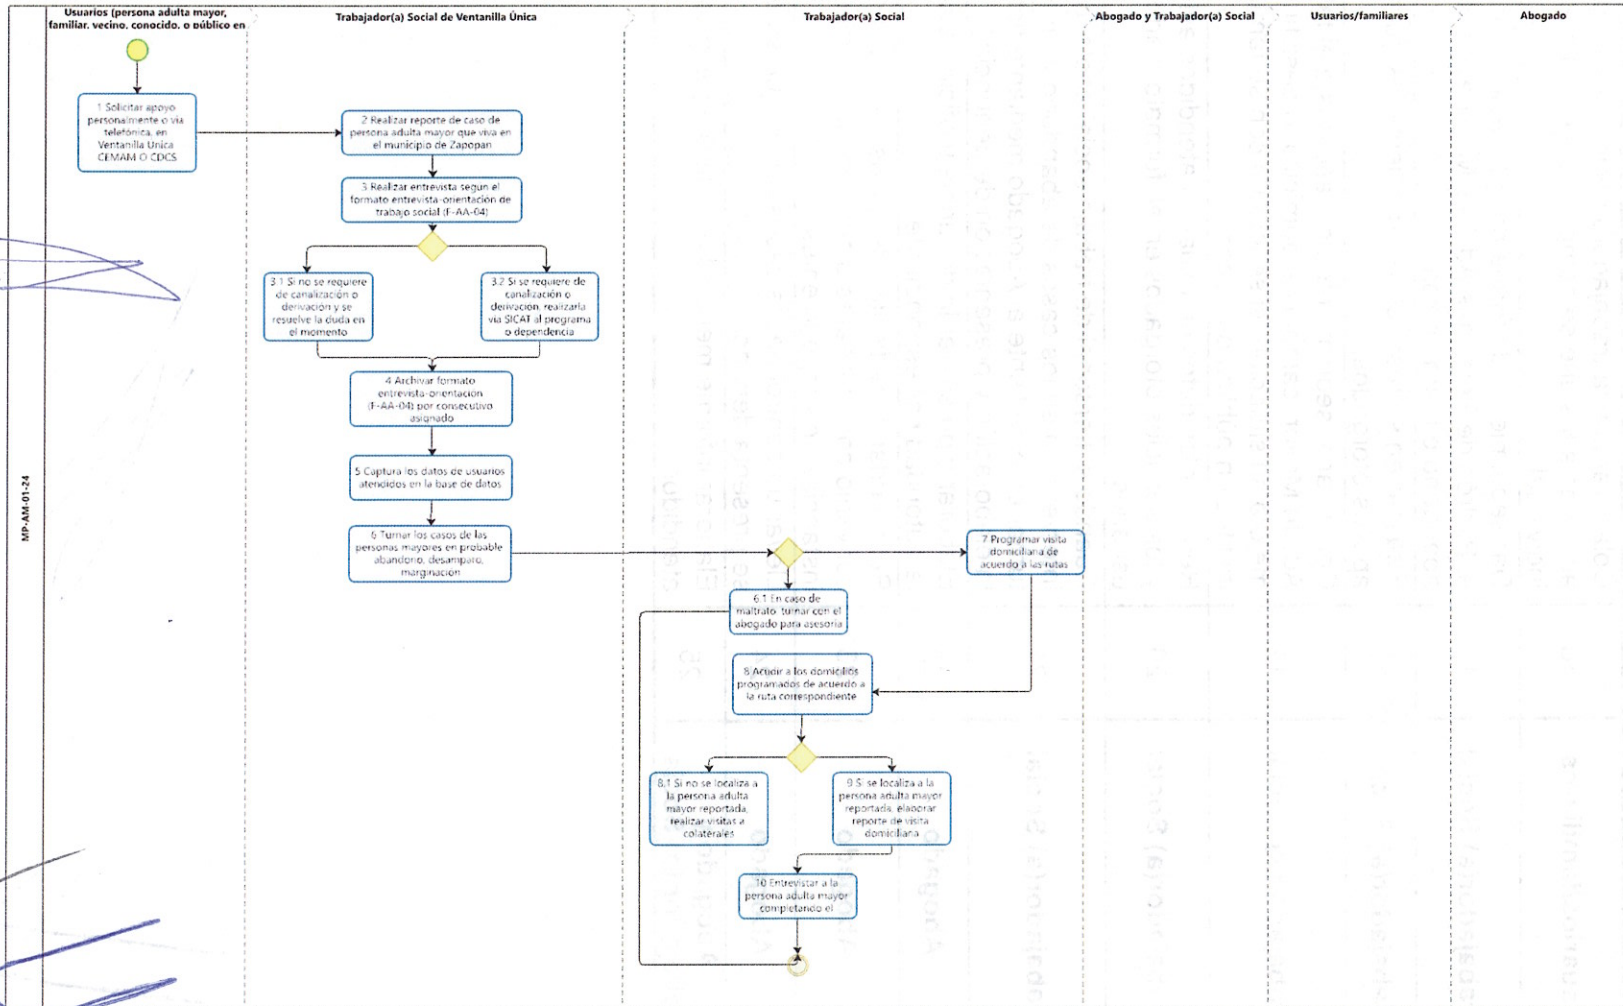 Usuarios (persona adulta mayor,
familiar, vecino, conocido, o público en
Trabajador(a) Social de Ventanilla Única
Trabajador(a) Social
Abogado y Trabajador(a) Social
Usuarios/familiares
Abogado
MP-AM-01-24
1 Solicitar apoyo
personalmente o vía
telefónica, en
Ventanilla Única
CEMAM O CDCS
2 Realizar reporte de caso de
persona adulta mayor que viva en
el municipio de Zapopan
3 Realizar entrevista según el
formato entrevista-orientación de
trabajo social (F-AA-04)
3.1 Si no se requiere
de canalización o
derivación y se
resuelve la duda en
el momento
3.2 Si se requiere de
canalización o
derivación, realizarla
vía SICAT al programa
o dependencia
4 Archivar formato
entrevista-orientación
(F-AA-04) por consecutivo
asignado
5 Captura los datos de usuarios
atendidos en la base de datos
6 Turnar los casos de las
personas mayores en probable
abandono, desamparo,
marginación
7 Programar visita
domiciliaria de
acuerdo a las rutas
6.1 En caso de
maltrato turnar con el
abogado para asesoría
8 Acudir a los domicilios
programados de acuerdo a
la ruta correspondiente
8.1 Si no se localiza a
la persona adulta
mayor reportada,
realizar visitas a
colaterales
9 Si se localiza a la
persona adulta mayor
reportada, elaborar
reporte de visita
domiciliaria
10 Entrevistar a la
persona adulta mayor
completando el